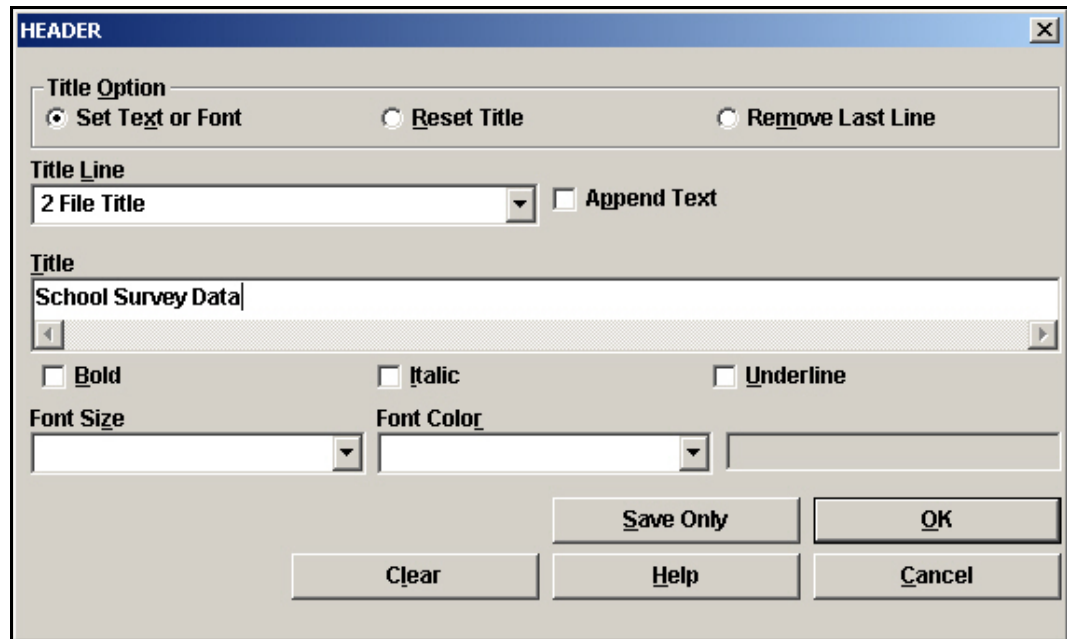 HEADER
Title Option
Set Text or Font Reset Title Remove Last Line
Title Line
2 File Title Append Text
Title
School Survey Data
Bold Italic Underline
Font Size Font Color
Save Only OK
Clear Help Cancel